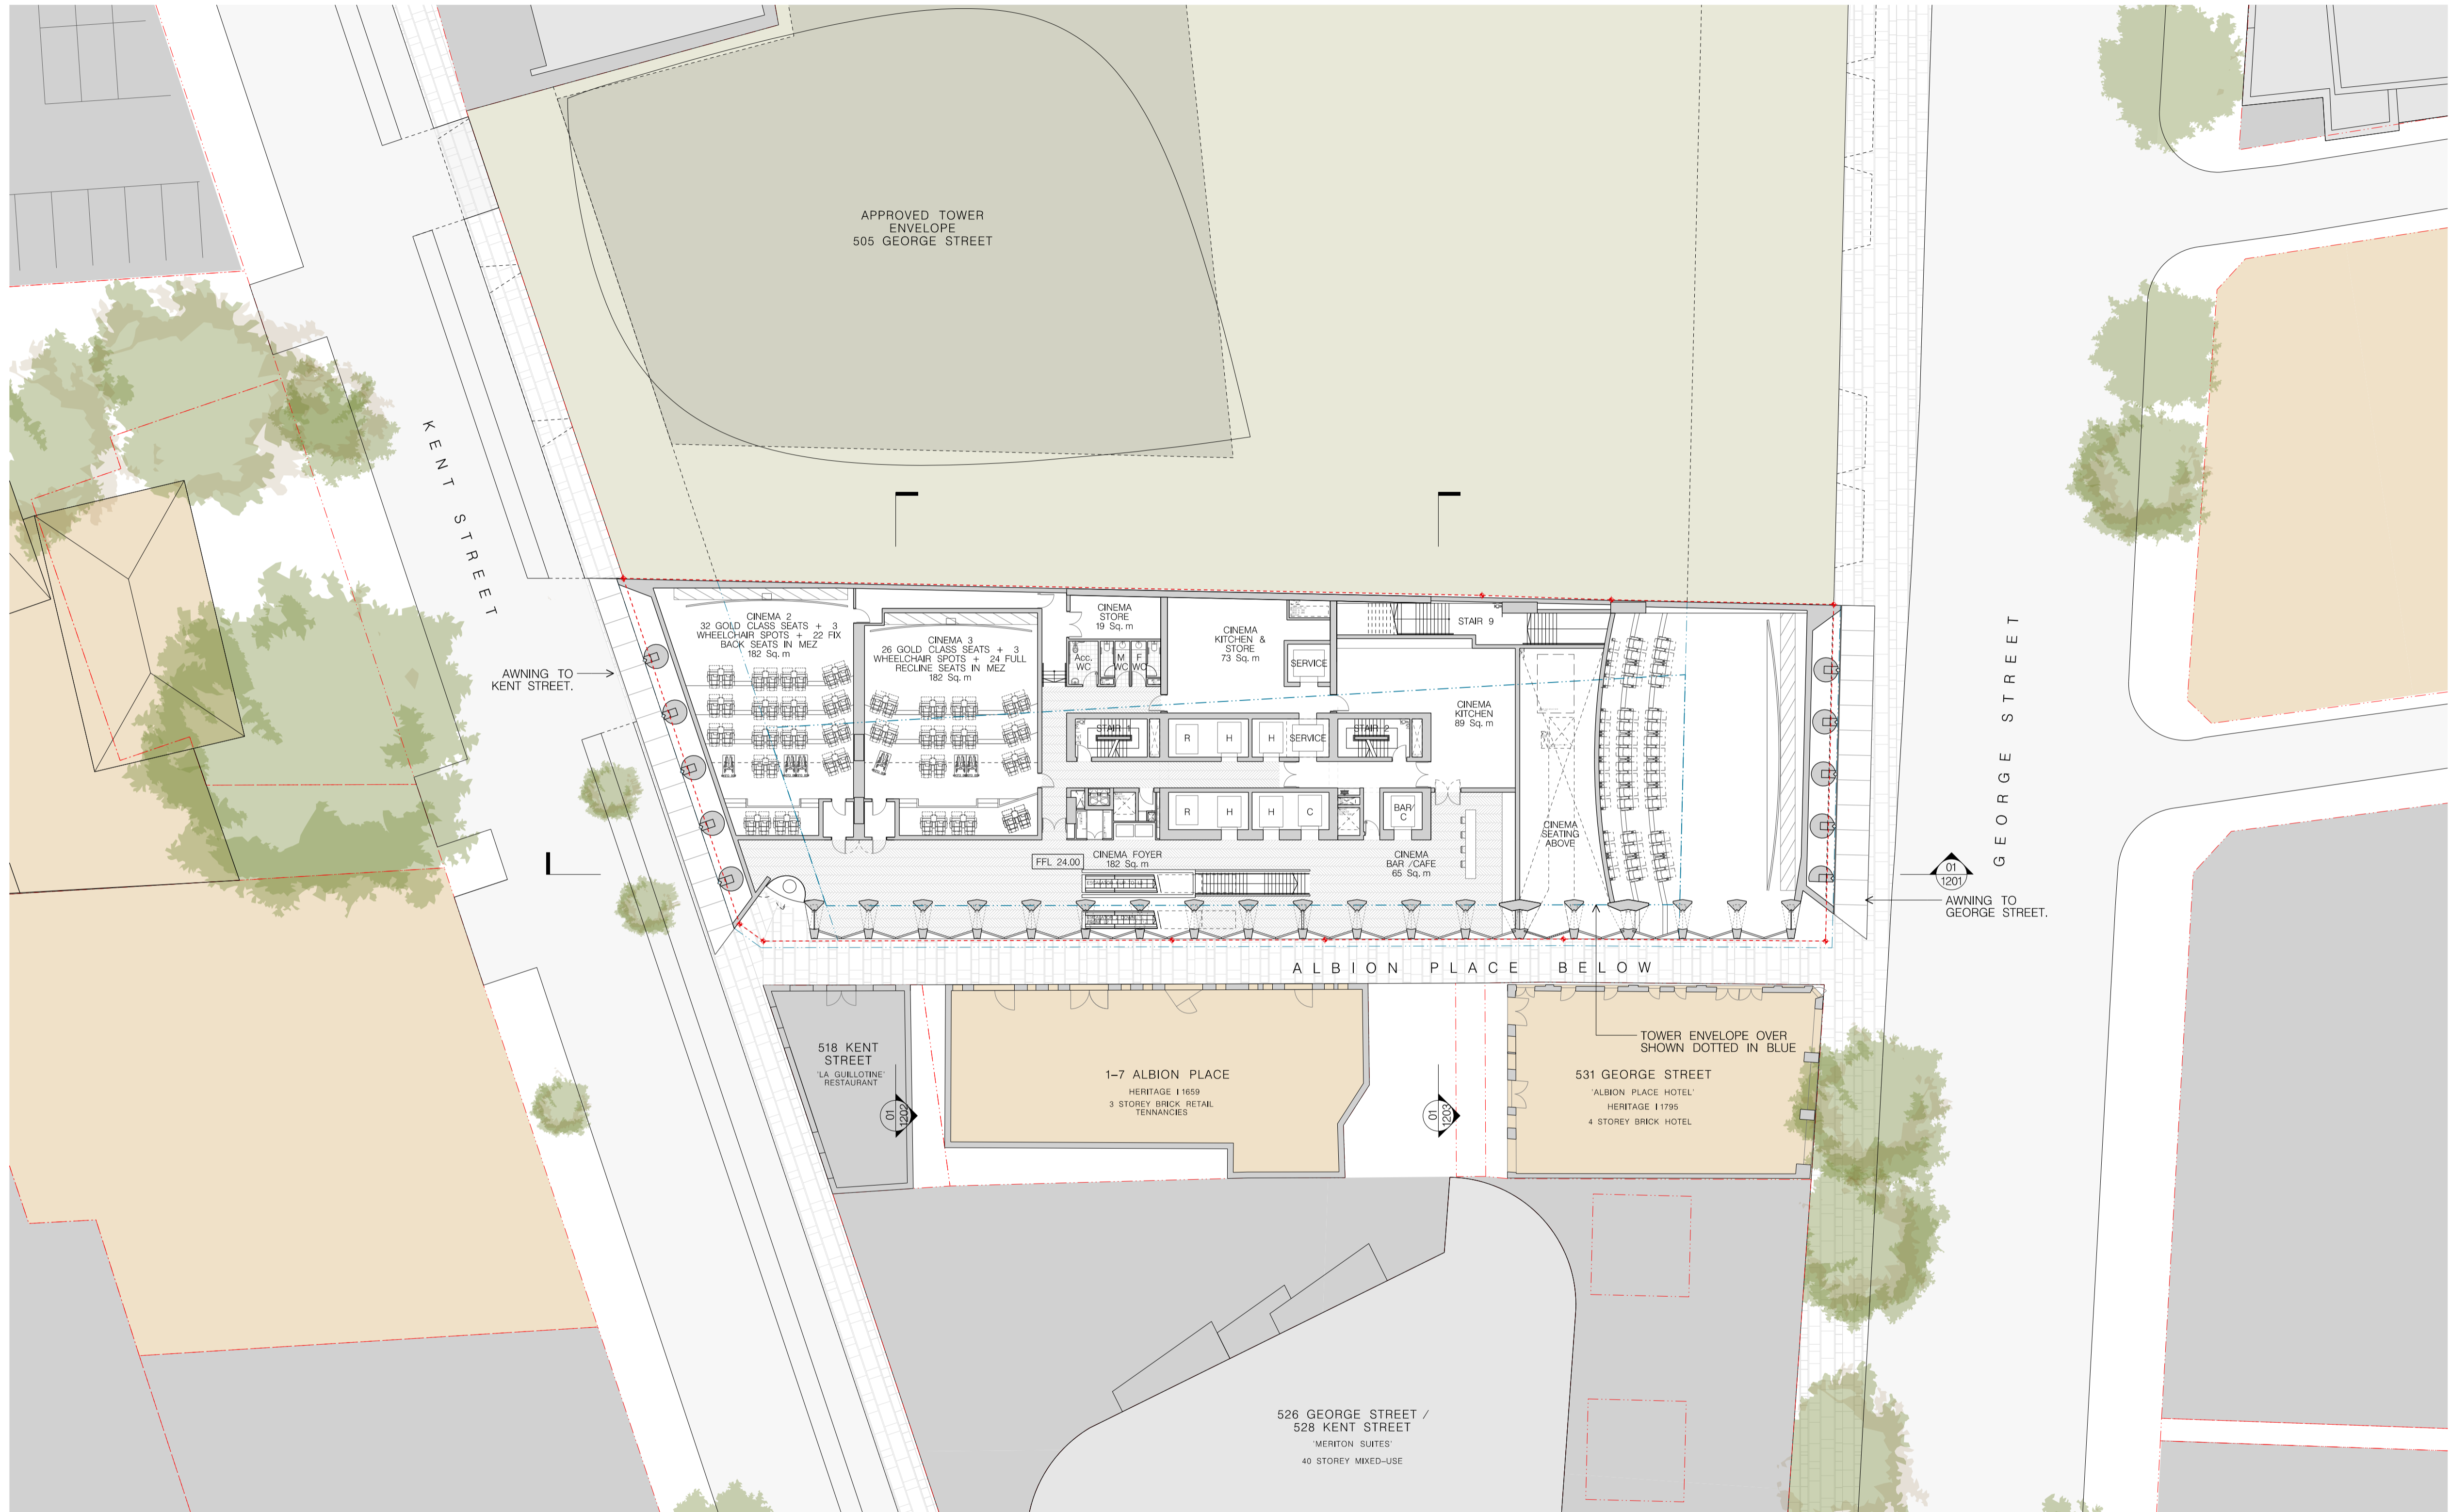 APPROVED TOWER
ENVELOPE
505 GEORGE STREET
KENT STREET
AWNING TO
KENT STREET.
CINEMA 2
32 GOLD CLASS SEATS + 3
WHEELCHAIR SPOTS + 22 FIX
BACK SEATS IN MEZ
182 Sq. m
CINEMA 3
26 GOLD CLASS SEATS + 3
WHEELCHAIR SPOTS + 24 FULL
RECLINE SEATS IN MEZ
182 Sq. m
CINEMA
STORE
19 Sq. m
Acc.
WC
M
WC
F
WC
CINEMA
KITCHEN &
STORE
73 Sq. m
SERVICE
STAIR 9
CINEMA
KITCHEN
89 Sq. m
STAIR 1
R
H
H
SERVICE
STAIR 2
R
H
H
C
BAR/
C
CINEMA
SEATING
ABOVE
FFL 24.00
CINEMA FOYER
182 Sq. m
CINEMA
BAR /CAFE
65 Sq. m
GEORGE STREET
01
1201
AWNING TO
GEORGE STREET.
ALBION PLACE BELOW
TOWER ENVELOPE OVER
SHOWN DOTTED IN BLUE
518 KENT
STREET
'LA GUILLOTINE'
RESTAURANT
01
1202
1-7 ALBION PLACE
HERITAGE I 1659
3 STOREY BRICK RETAIL
TENNANCIES
01
1203
531 GEORGE STREET
'ALBION PLACE HOTEL'
HERITAGE I 1795
4 STOREY BRICK HOTEL
526 GEORGE STREET /
528 KENT STREET
'MERITON SUITES'
40 STOREY MIXED-USE